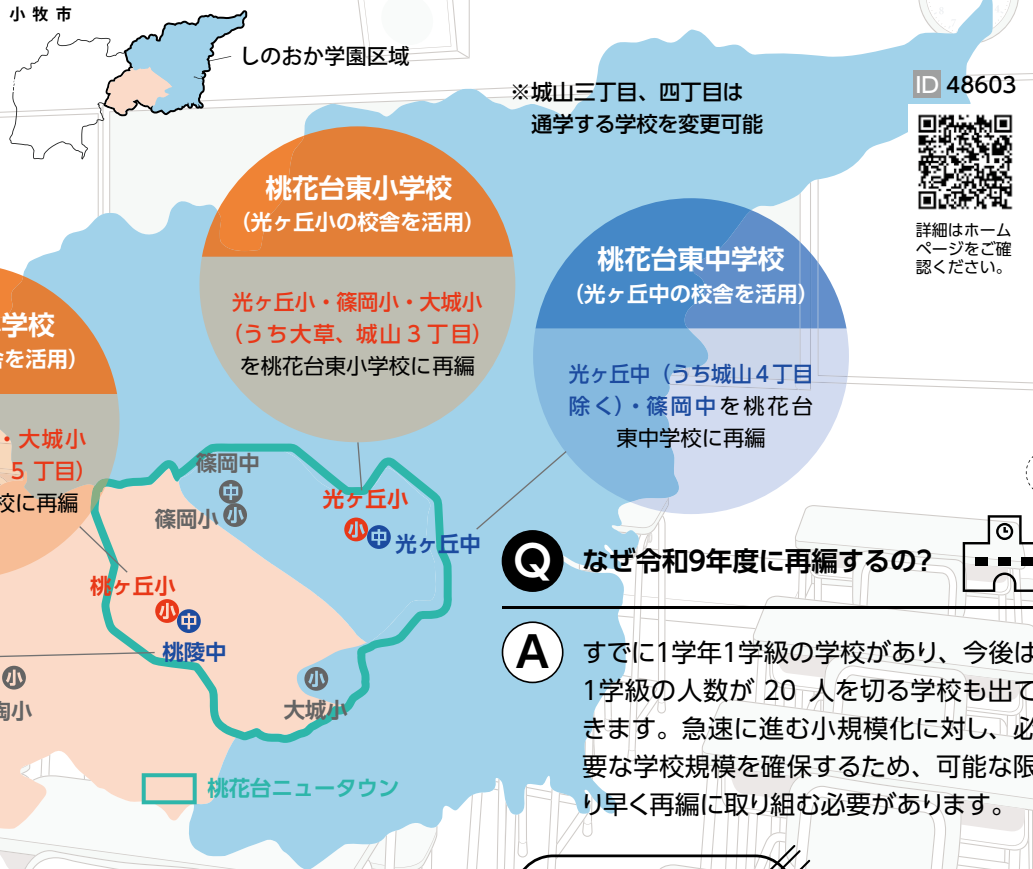 小牧市
しのおか学園区域
※城山三丁目、四丁目は
通学する学校を変更可能
ID 48603
詳細はホーム
ページをご確
認ください。
桃花台東小学校
(光ヶ丘小の校舎を活用)
光ヶ丘小・篠岡小・大城小
(うち大草、城山3丁目)
を桃花台東小学校に再編
桃花台東中学校
(光ヶ丘中の校舎を活用)
光ヶ丘中(うち城山4丁目
除く)・篠岡中を桃花台
東中学校に再編
学校
を活用)
・大城小
5丁目)
校に再編
篠岡中
中
篠岡小 小
光ヶ丘小
小 中 光ヶ丘中
桃ヶ丘小
小 中
桃陵中
小
陶小
小
大城小
桃花台ニュータウン
Q なぜ令和9年度に再編するの?
A すでに1学年1学級の学校があり、今後は
1学級の人数が 20 人を切る学校も出て
きます。急速に進む小規模化に対し、必
要な学校規模を確保するため、可能な限
り早く再編に取り組む必要があります。